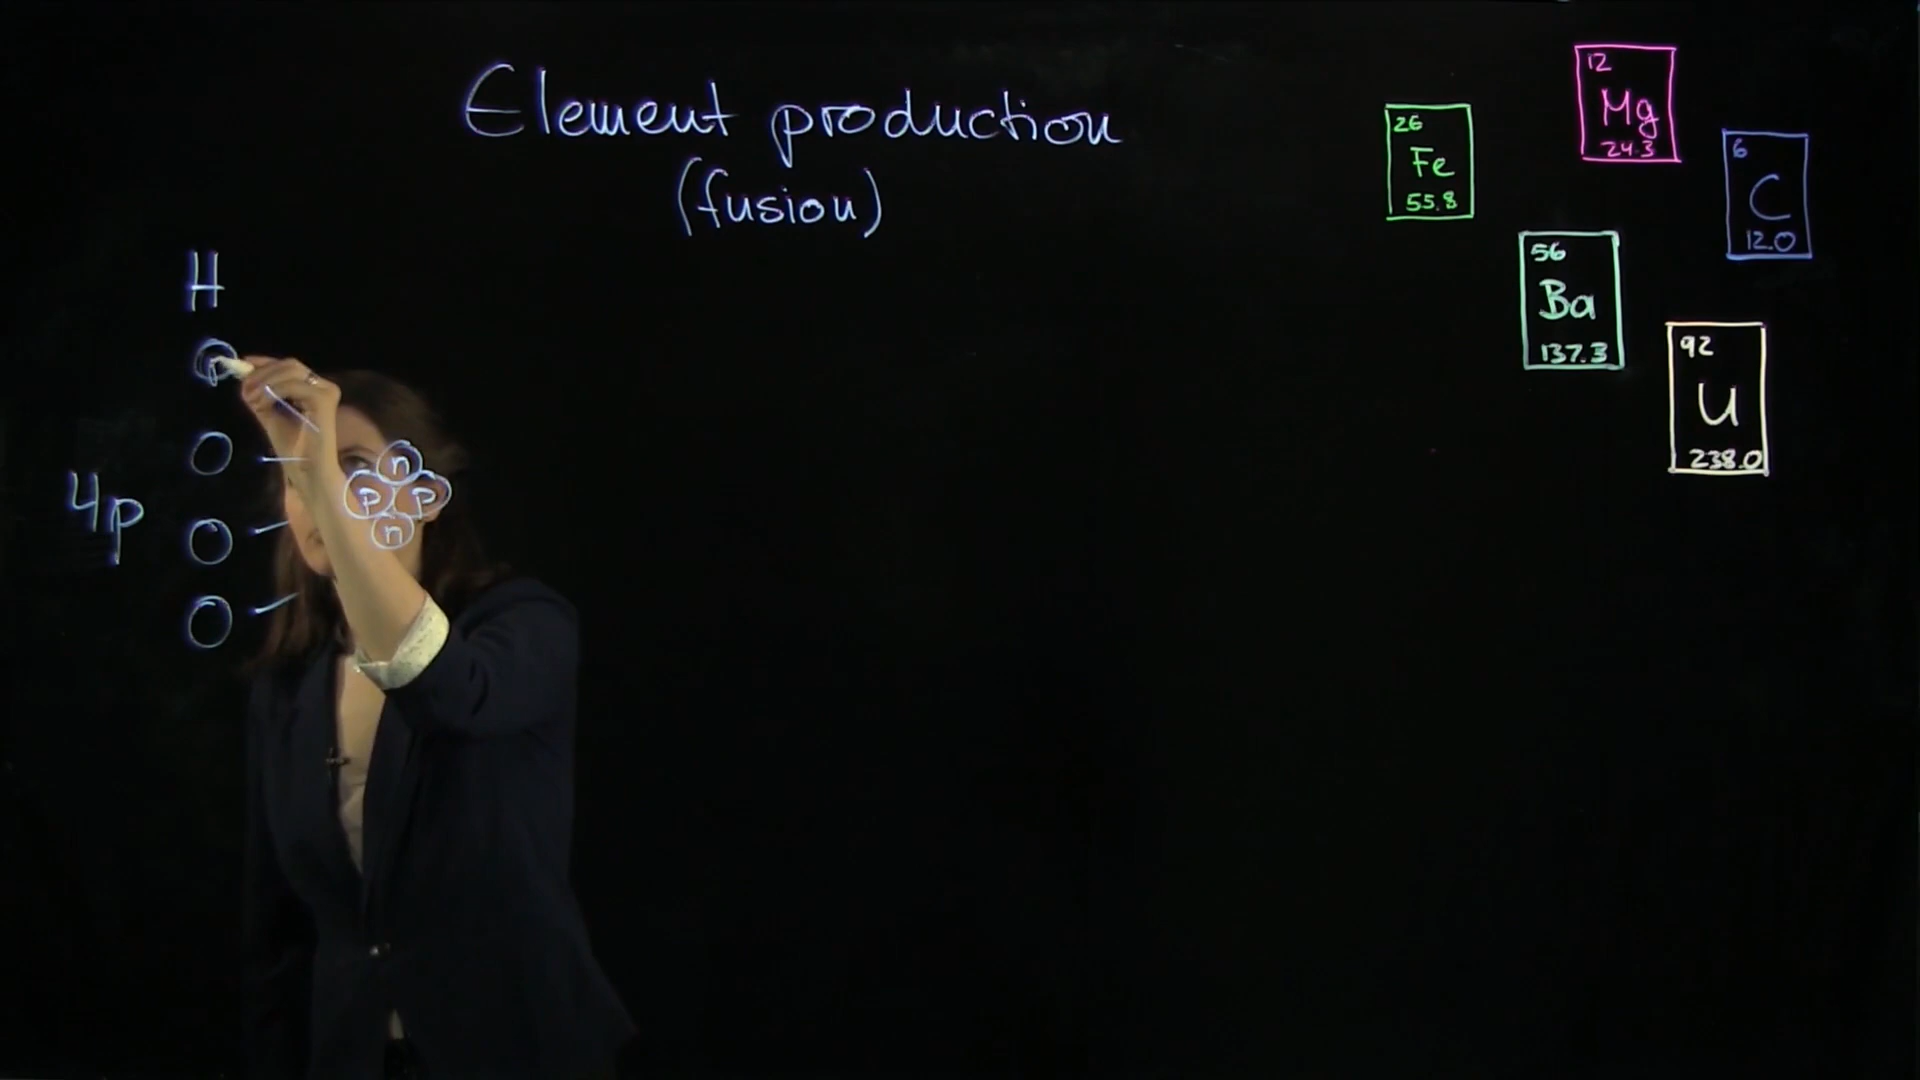 Element production
(fusion)
H
p
4p
n
p p
n
26
Fe
55.8
12
Mg
24.3
6
C
12.0
56
Ba
137.3
92
U
238.0